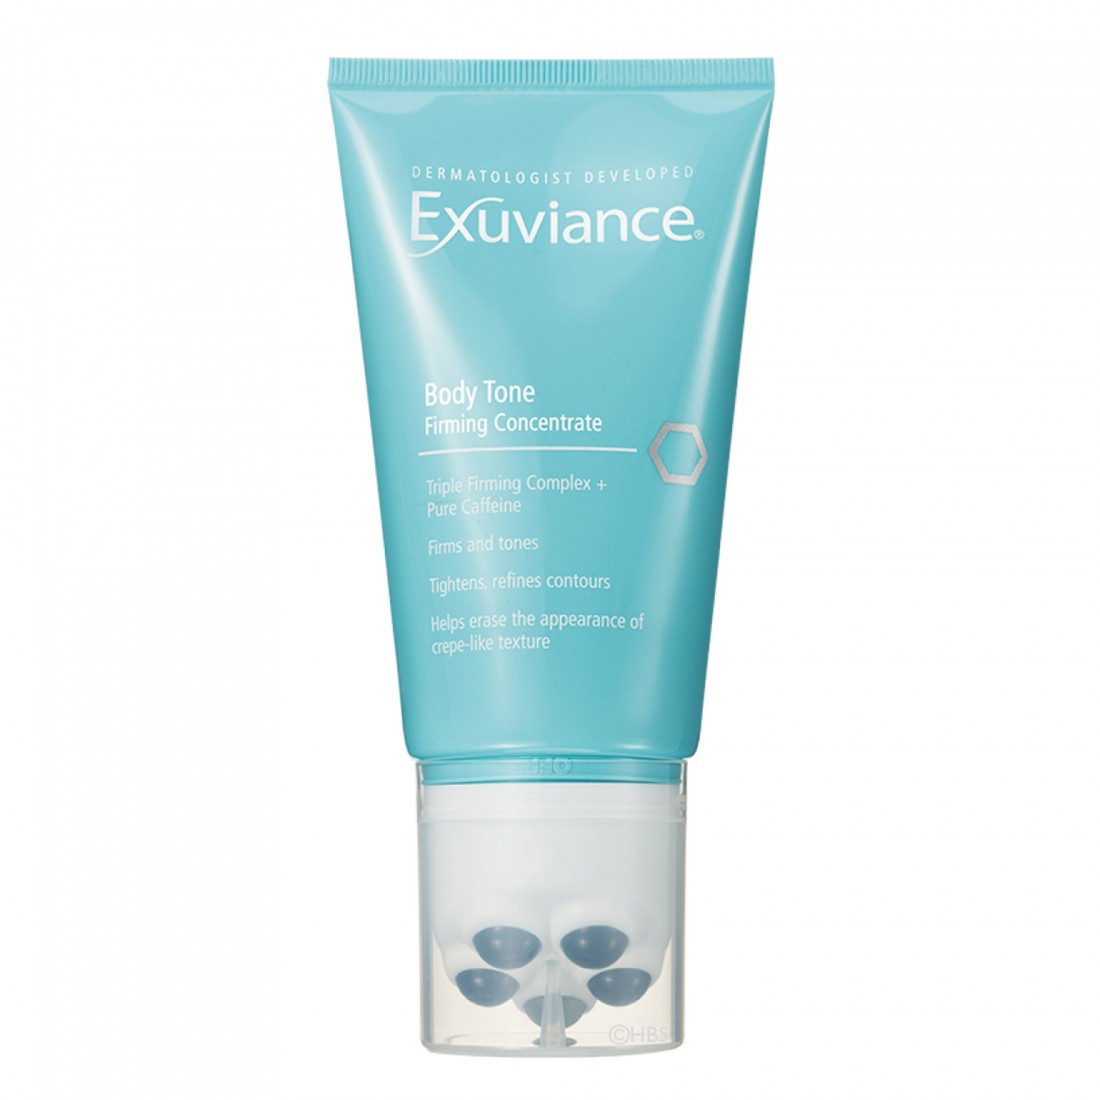 DERMATOLOGIST DEVELOPED
Exuviance®
Body Tone
Firming Concentrate
Triple Firming Complex +
Pure Caffeine
Firms and tones
Tightens, refines contours
Helps erase the appearance of
crepe-like texture